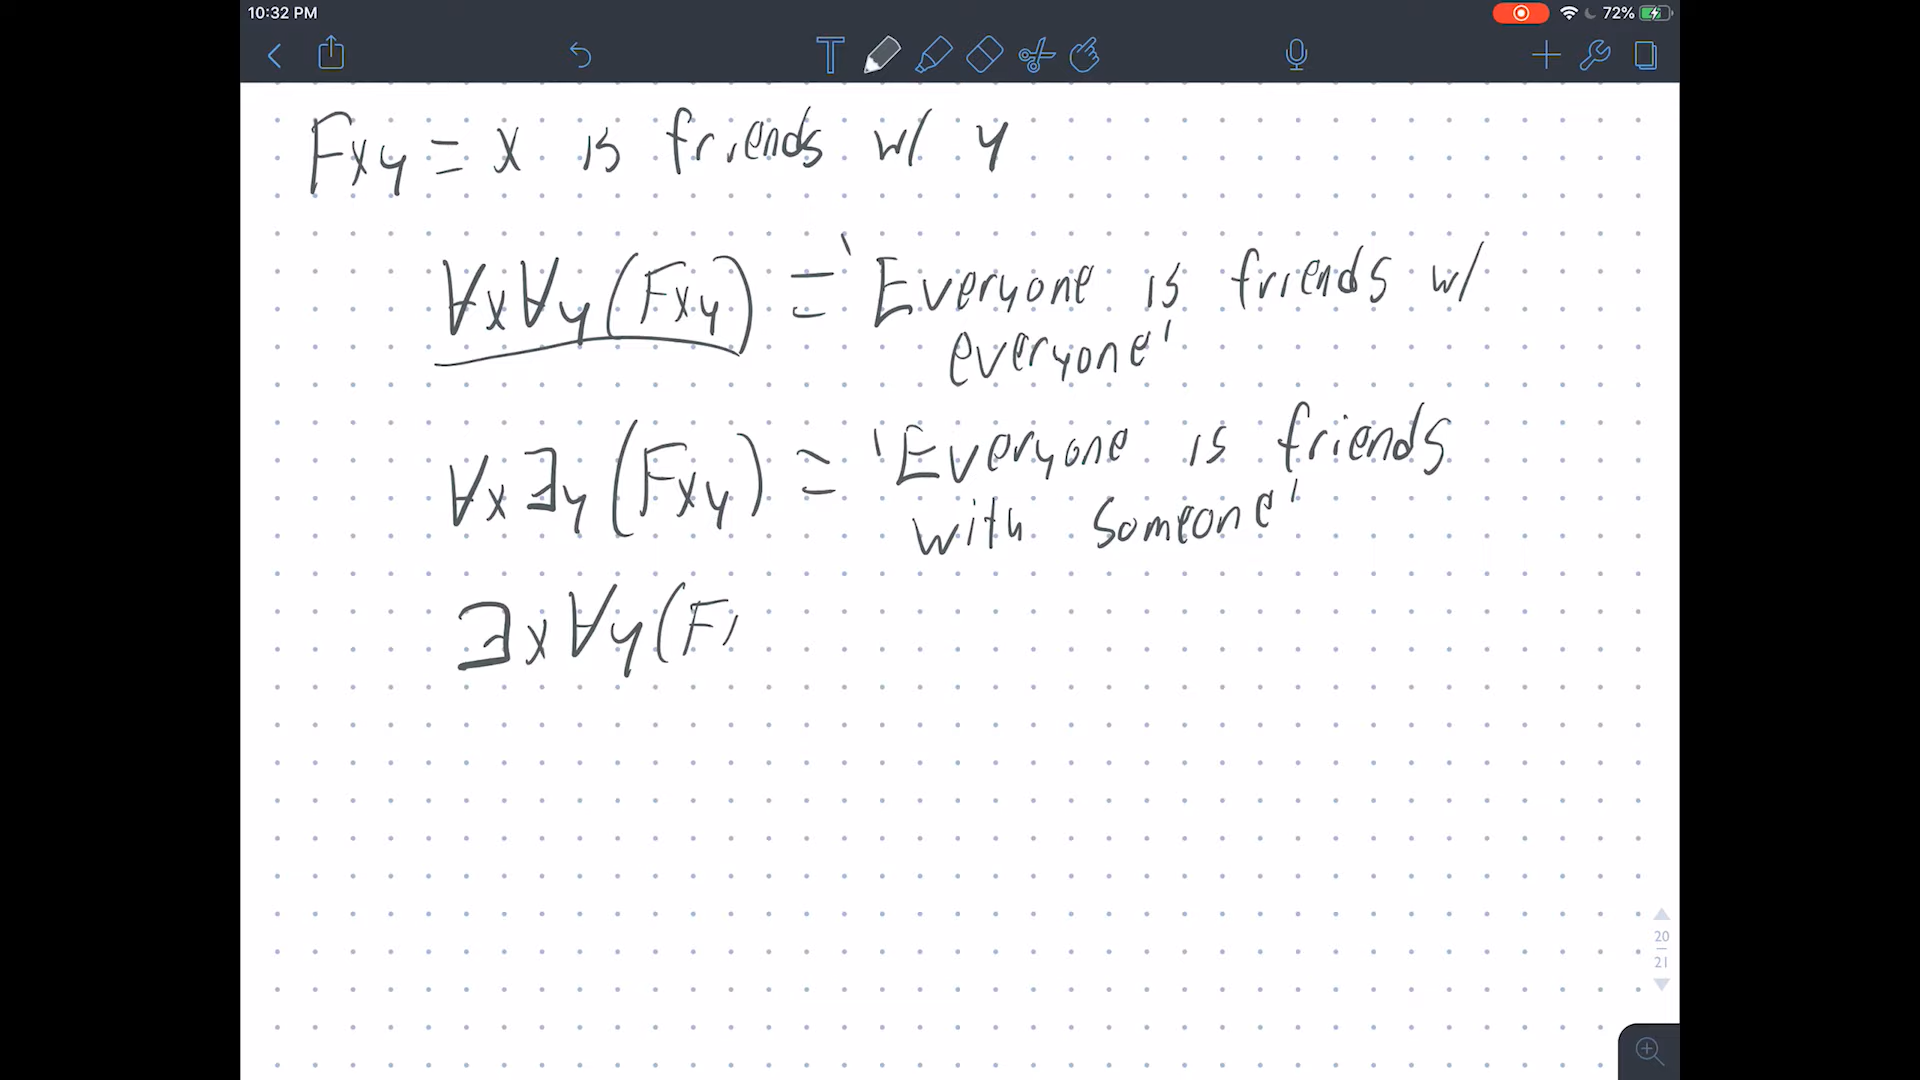 10:32 PM
72%
Fxy = x is friends w/ y
∀x∀y(Fxy) = 'Everyone is friends w/
everyone'
∀x∃y(Fxy) = 'Everyone is friends
with someone'
∃x∀y(F
20
21